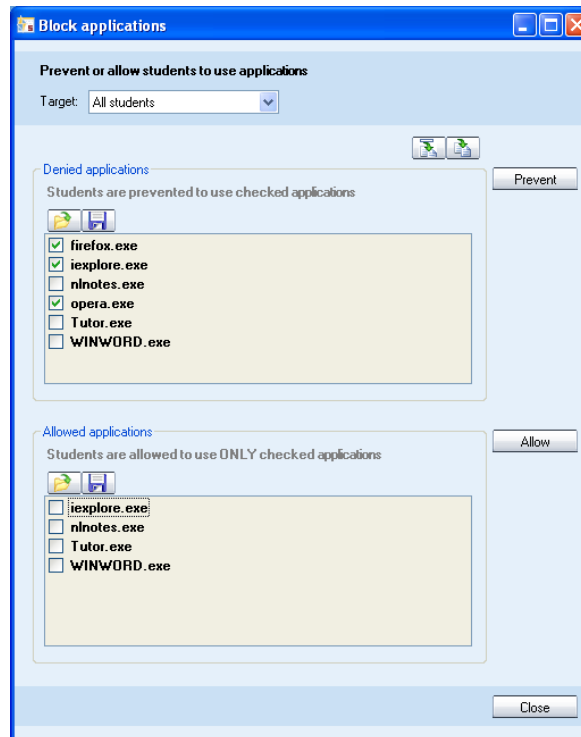 Block applications
Prevent or allow students to use applications
Target: All students
Denied applications
Students are prevented to use checked applications
Prevent
firefox.exe
iexplore.exe
nlnotes.exe
opera.exe
Tutor.exe
WINWORD.exe
Allowed applications
Students are allowed to use ONLY checked applications
Allow
iexplore.exe
nlnotes.exe
Tutor.exe
WINWORD.exe
Close